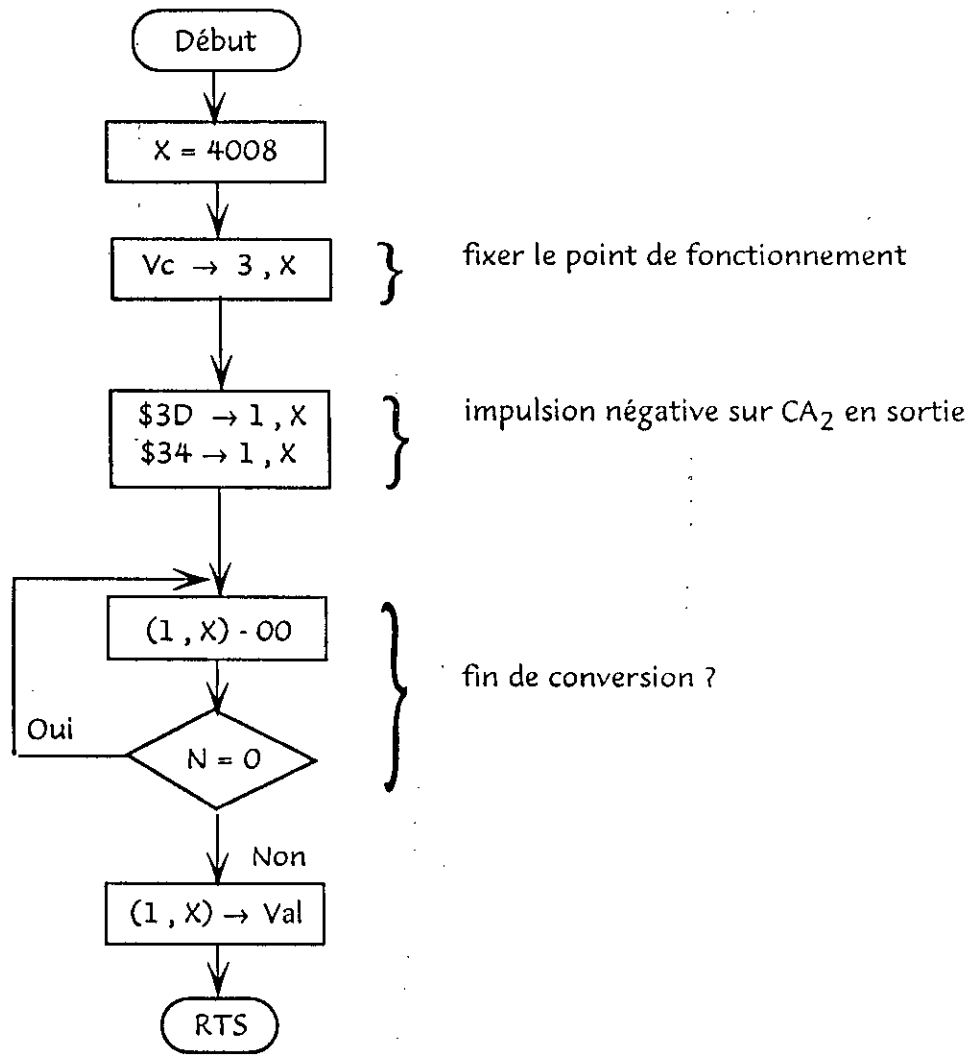 Début
X = 4008
Vc → 3 , X
fixer le point de fonctionnement
$3D → 1 , X
$34 → 1 , X
impulsion négative sur CA2 en sortie
(1 , X) - 00
fin de conversion ?
Oui
N = 0
Non
(1 , X) → Val
RTS